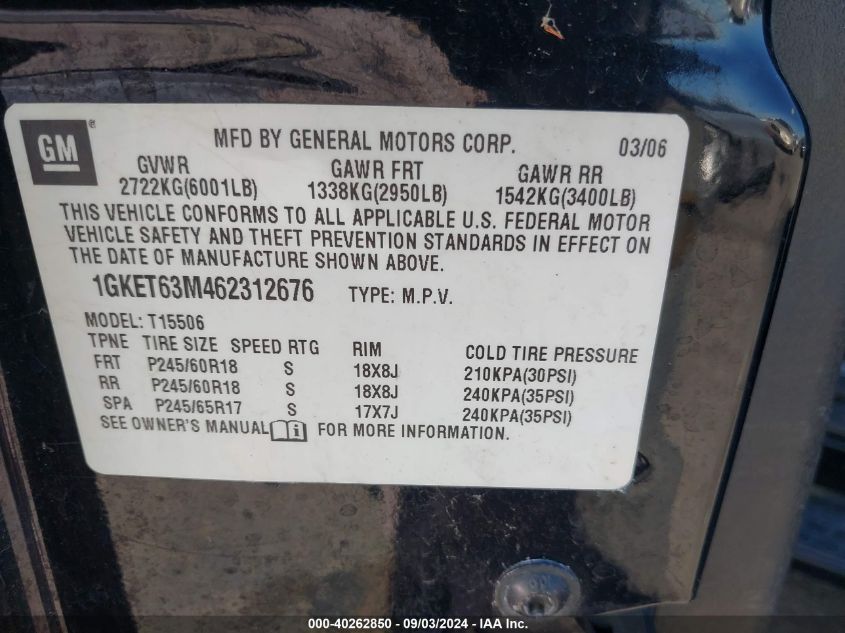 GM ®
MFD BY GENERAL MOTORS CORP. 03/06
GVWR GAWR FRT GAWR RR
2722KG(6001LB) 1338KG(2950LB) 1542KG(3400LB)
THIS VEHICLE CONFORMS TO ALL APPLICABLE U.S. FEDERAL MOTOR
VEHICLE SAFETY AND THEFT PREVENTION STANDARDS IN EFFECT ON
THE DATE OF MANUFACTURE SHOWN ABOVE.
1GKET63M462312676 TYPE: M.P.V.
MODEL: T15506
TPNE TIRE SIZE SPEED RTG RIM COLD TIRE PRESSURE
FRT P245/60R18 S 18X8J 210KPA(30PSI)
RR P245/60R18 S 18X8J 240KPA(35PSI)
SPA P245/65R17 S 17X7J 240KPA(35PSI)
SEE OWNER'S MANUAL i FOR MORE INFORMATION.
000-40262850 - 09/03/2024 - IAA Inc.